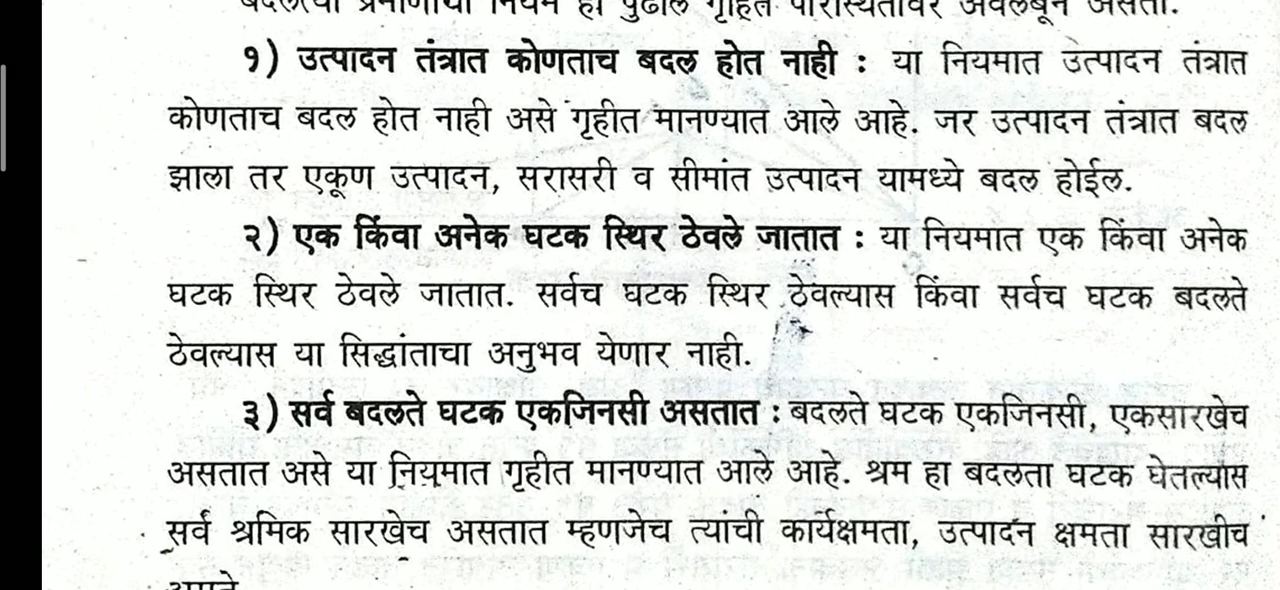 बदलत्या प्रमाणाचा नियम हा पुढील गृहित परिस्थितीवर अवलंबून असतो.
१) उत्पादन तंत्रात कोणताच बदल होत नाही : या नियमात उत्पादन तंत्रात
कोणताच बदल होत नाही असे गृहीत मानण्यात आले आहे. जर उत्पादन तंत्रात बदल
झाला तर एकूण उत्पादन, सरासरी व सीमांत उत्पादन यामध्ये बदल होईल.
२) एक किंवा अनेक घटक स्थिर ठेवले जातात : या नियमात एक किंवा अनेक
घटक स्थिर ठेवले जातात. सर्वच घटक स्थिर ठेवल्यास किंवा सर्वच घटक बदलते
ठेवल्यास या सिद्धांताचा अनुभव येणार नाही.
३) सर्व बदलते घटक एकजिनसी असतात : बदलते घटक एकजिनसी, एकसारखेच
असतात असे या नियमात गृहीत मानण्यात आले आहे. श्रम हा बदलता घटक घेतल्यास
सर्व श्रमिक सारखेच असतात म्हणजेच त्यांची कार्यक्षमता, उत्पादन क्षमता सारखीच